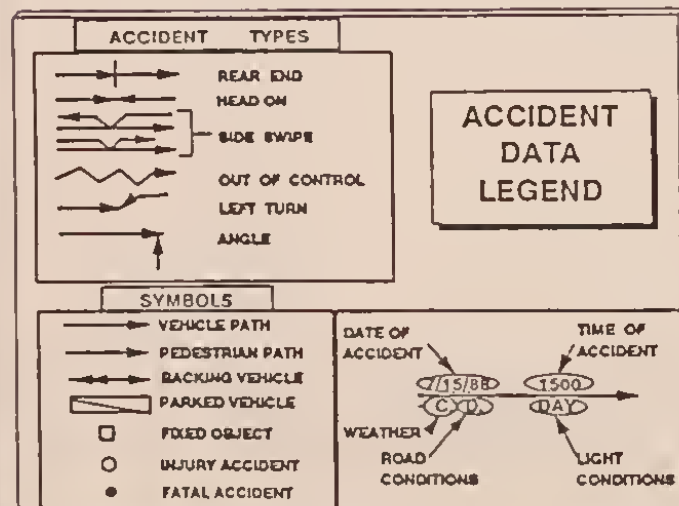 ACCIDENT TYPES
REAR END
HEAD ON
SIDE SWIPE
OUT OF CONTROL
LEFT TURN
ANGLE
ACCIDENT
DATA
LEGEND
SYMBOLS
VEHICLE PATH
PEDESTRIAN PATH
BACKING VEHICLE
PARKED VEHICLE
FIXED OBJECT
INJURY ACCIDENT
FATAL ACCIDENT
DATE OF
ACCIDENT
TIME OF
ACCIDENT
7/15/88
1500
C D
DAY
WEATHER
ROAD
CONDITIONS
LIGHT
CONDITIONS